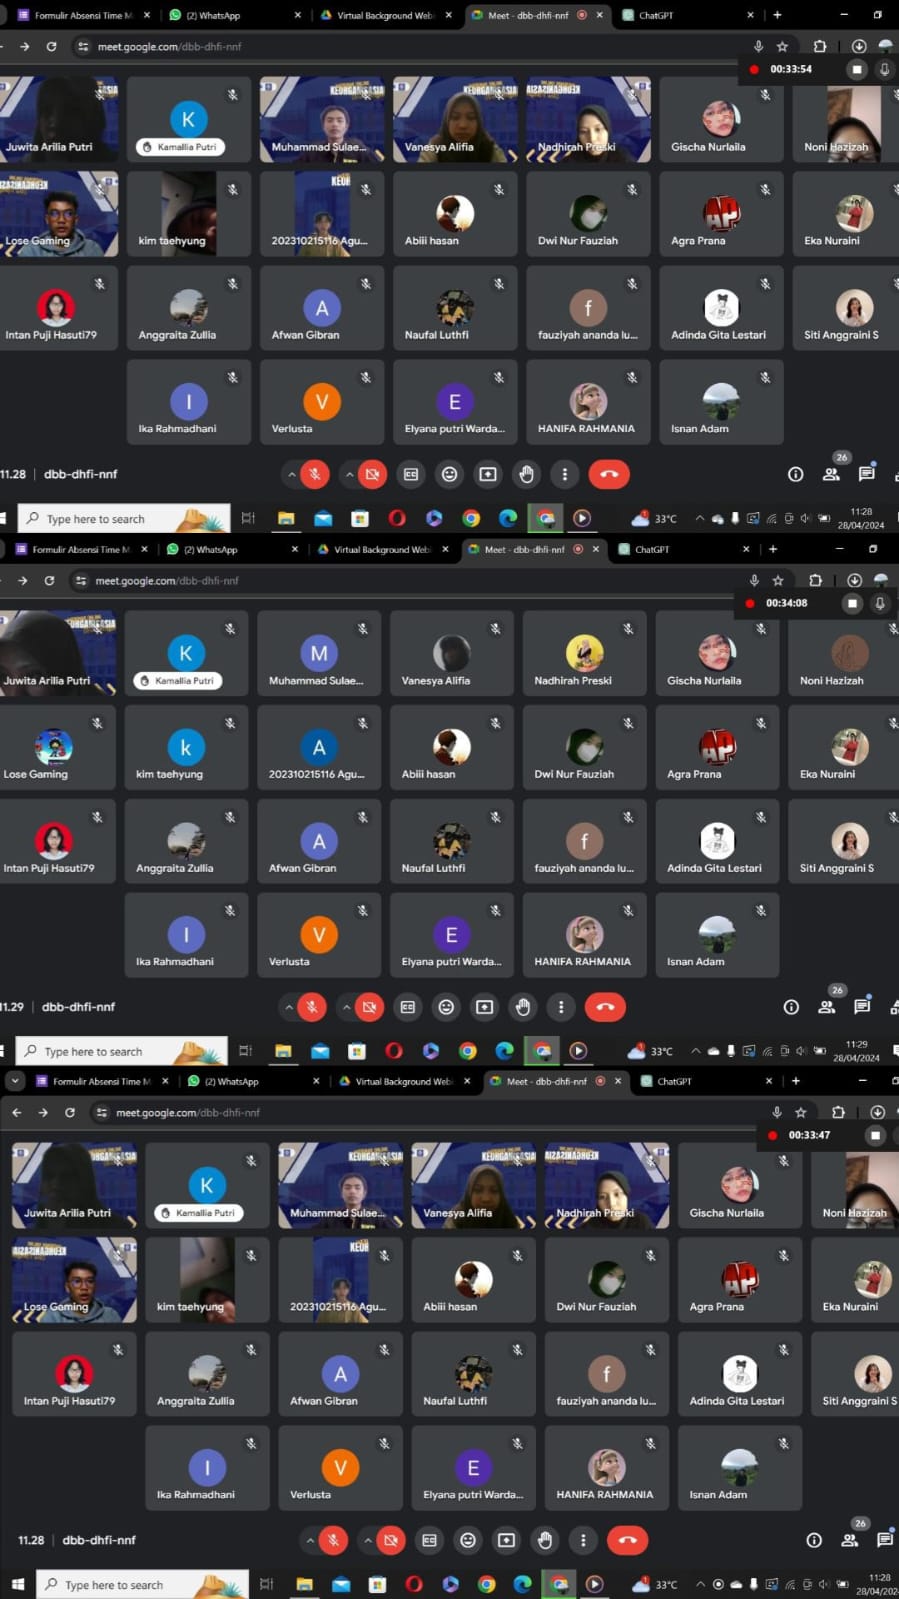 Formulir Absensi Time M × (2) WhatsApp × Virtual Background Web × Meet - dbb-dhfi-nnf × ChatGPT × +
meet.google.com/dbb-dhfi-nnf
00:33:54
Juwita Arilia Putri
K
Kamallia Putri
KEORGANISASIA
Muhammad Sulae...
Vanesya Alifia
Nadhirah Preski
Gischa Nurlaila
Noni Hazizah
Lose Gaming
kim taehyung
KEOR
202310215116 Agu...
Abiii hasan
Dwi Nur Fauziah
AP
Agra Prana
Eka Nuraini
Intan Puji Hasuti79
Anggraita Zullia
A
Afwan Gibran
Naufal Luthfi
f
fauziyah ananda lu...
Adinda Gita Lestari
Siti Anggraini S
I
Ika Rahmadhani
V
Verlusta
E
Elyana putri Warda...
HANIFA RAHMANIA
Isnan Adam
11.28 | dbb-dhfi-nnf
26
Type here to search
33°C
11:28
28/04/2024
Formulir Absensi Time M × (2) WhatsApp × Virtual Background Web × Meet - dbb-dhfi-nnf × ChatGPT × +
meet.google.com/dbb-dhfi-nnf
00:34:08
Juwita Arilia Putri
K
Kamallia Putri
M
Muhammad Sulae...
Vanesya Alifia
Nadhirah Preski
Gischa Nurlaila
Noni Hazizah
Lose Gaming
k
kim taehyung
A
202310215116 Agu...
Abiii hasan
Dwi Nur Fauziah
AP
Agra Prana
Eka Nuraini
Intan Puji Hasuti79
Anggraita Zullia
A
Afwan Gibran
Naufal Luthfi
f
fauziyah ananda lu...
Adinda Gita Lestari
Siti Anggraini S
I
Ika Rahmadhani
V
Verlusta
E
Elyana putri Warda...
HANIFA RAHMANIA
Isnan Adam
11.29 | dbb-dhfi-nnf
26
Type here to search
33°C
11:29
28/04/2024
Formulir Absensi Time M × (2) WhatsApp × Virtual Background Web × Meet - dbb-dhfi-nnf × ChatGPT × +
meet.google.com/dbb-dhfi-nnf
00:33:47
Juwita Arilia Putri
K
Kamallia Putri
Muhammad Sulae...
Vanesya Alifia
Nadhirah Preski
Gischa Nurlaila
Noni Hazizah
Lose Gaming
kim taehyung
KEOR
202310215116 Agu...
Abiii hasan
Dwi Nur Fauziah
AP
Agra Prana
Eka Nuraini
Intan Puji Hasuti79
Anggraita Zullia
A
Afwan Gibran
Naufal Luthfi
f
fauziyah ananda lu...
Adinda Gita Lestari
Siti Anggraini S
I
Ika Rahmadhani
V
Verlusta
E
Elyana putri Warda...
HANIFA RAHMANIA
Isnan Adam
11.28 | dbb-dhfi-nnf
26
Type here to search
33°C
11:28
28/04/202